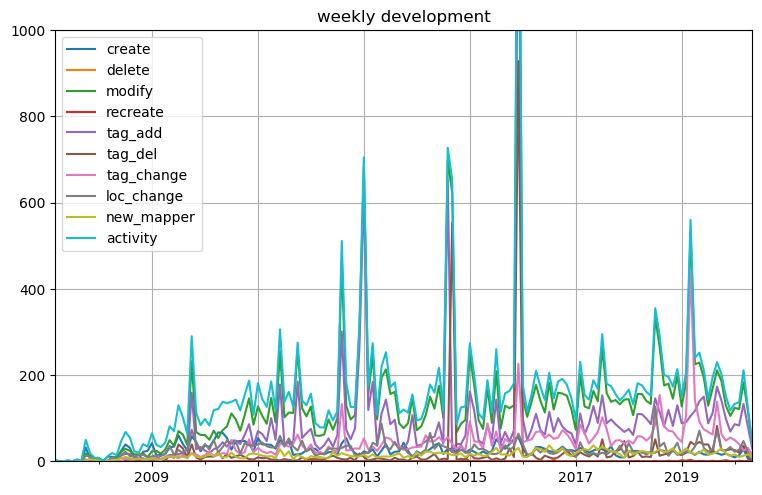 weekly development
1000
800
600
400
200
0
create
delete
modify
recreate
tag_add
tag_del
tag_change
loc_change
new_mapper
activity
2009
2011
2013
2015
2017
2019